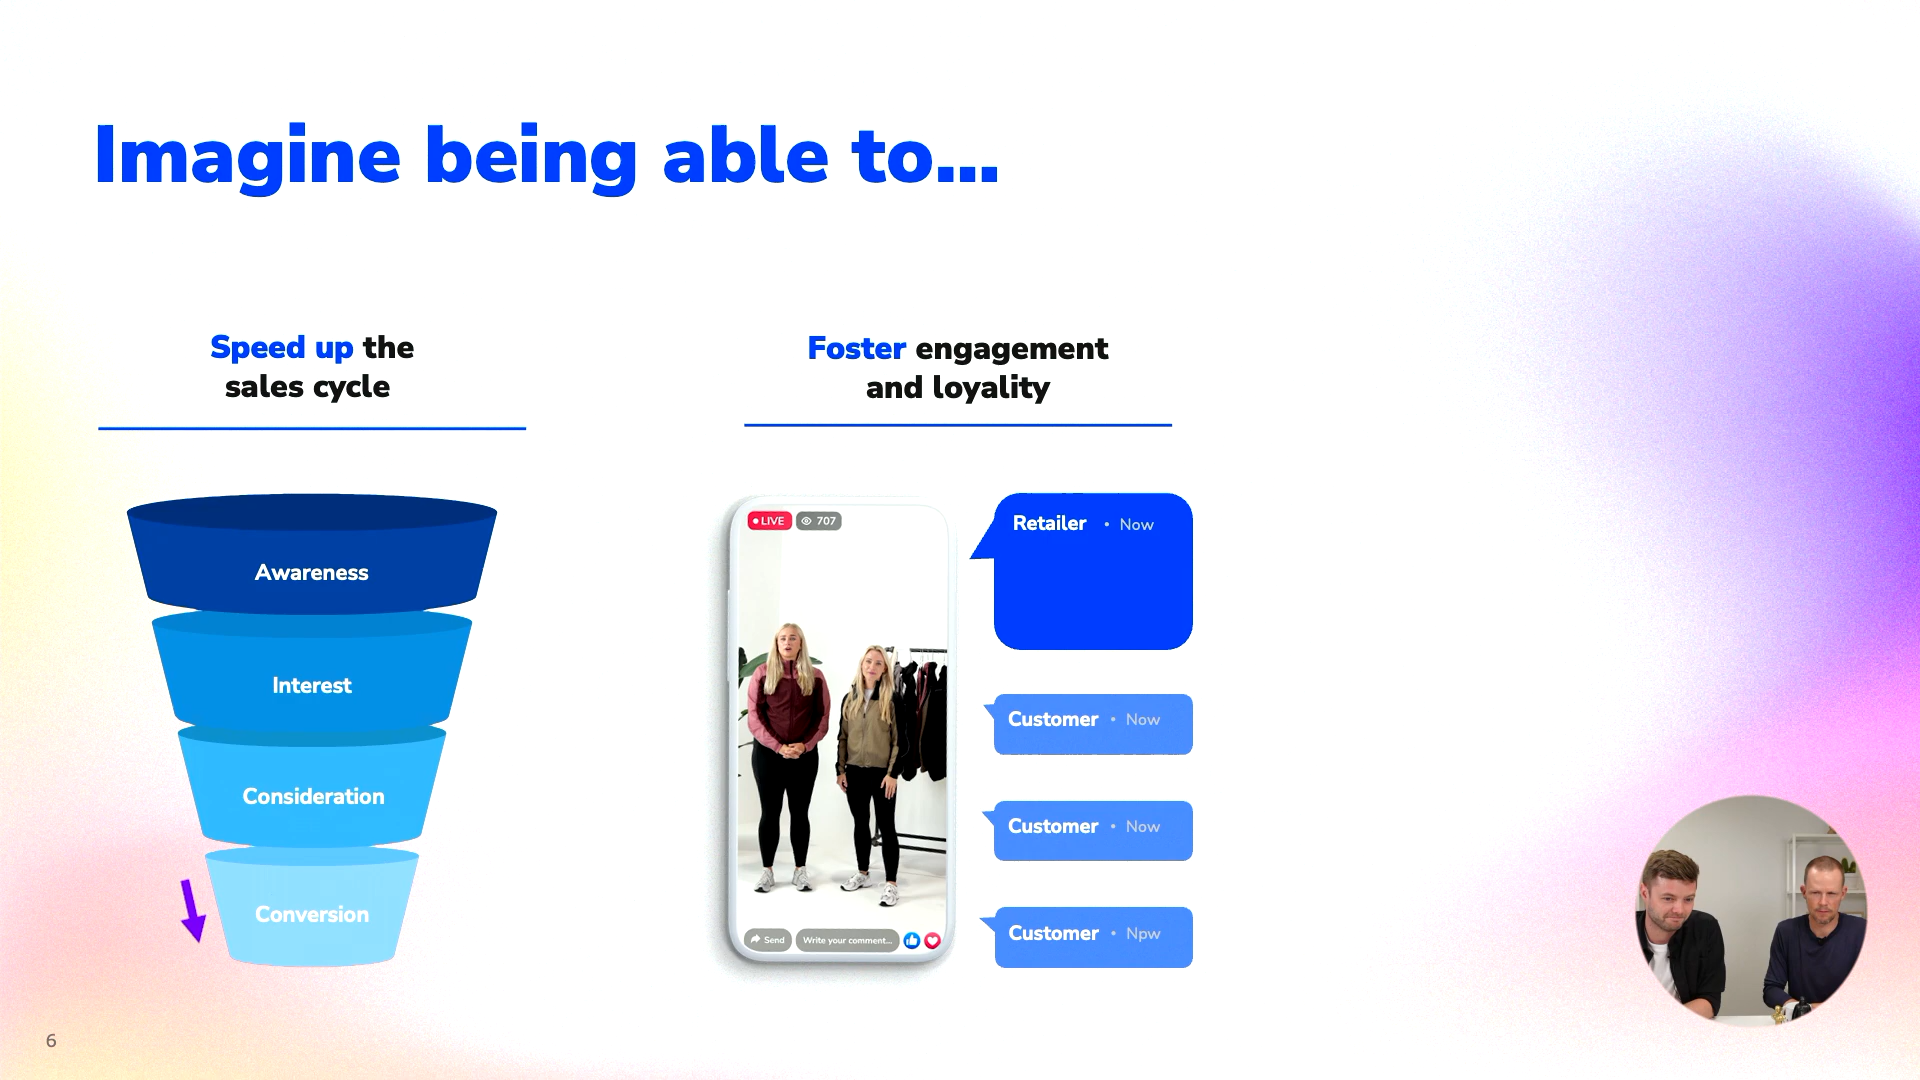 Imagine being able to...
Speed up the
sales cycle
Awareness
Interest
Consideration
Conversion
Foster engagement
and loyality
LIVE
707
Send
Write your comment...
Retailer • Now
Customer • Now
Customer • Now
Customer • Npw
6